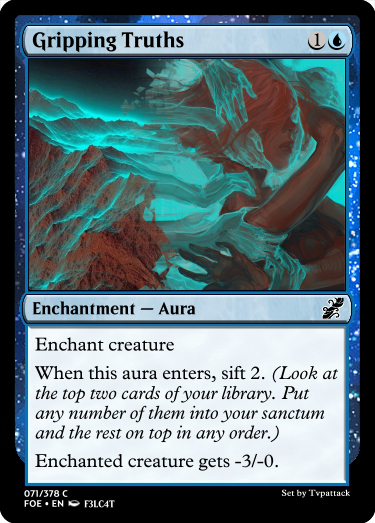 Gripping Truths 1
Enchantment — Aura
Enchant creature
When this aura enters, sift 2. (Look at
the top two cards of your library. Put
any number of them into your sanctum
and the rest on top in any order.)
Enchanted creature gets -3/-0.
071/378 C
FOE • EN F3LC4T
Set by Tvpattack